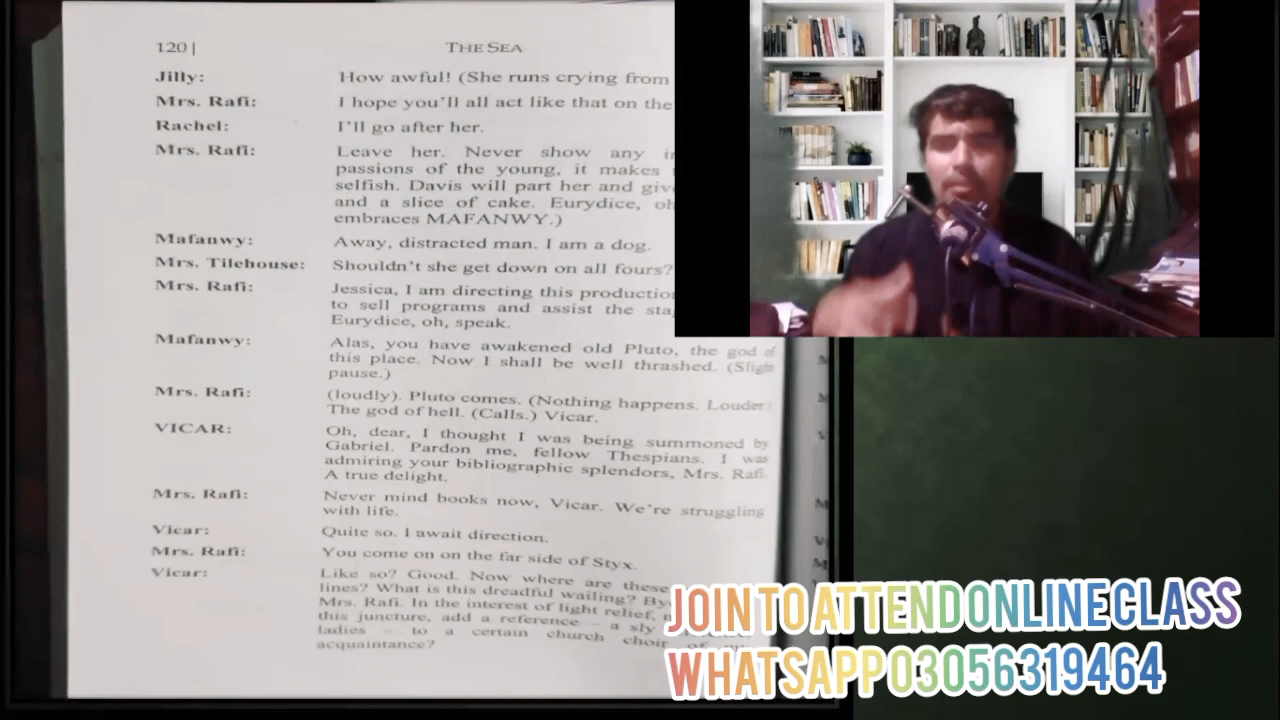 120 | THE SEA
Jilly: How awful! (She runs crying from
Mrs. Rafi: I hope you'll all act like that on the
Rachel: I'll go after her.
Mrs. Rafi: Leave her. Never show any
passions of the young, it makes
selfish. Davis will part her and
and a slice of cake. Eurydice,
embraces MAFANWY.)
Mafanwy: Away, distracted man. I am a dog.
Mrs. Tilehouse: Shouldn't she get down on all fours?
Mrs. Rafi: Jessica, I am directing this
to sell programs and assist the
Eurydice, oh, speak.
Mafanwy: Alas, you have awakened old Pluto, the god of
this place. Now I shall be well thrashed. (Slight
pause.)
Mrs. Rafi: (loudly). Pluto comes. (Nothing happens. Louder.)
The god of hell. (Calls.) Vicar.
VICAR: Oh, dear, I thought I was being summoned by
Gabriel. Pardon me, fellow Thespians. I was
admiring your bibliographic splendors, Mrs. Rafi.
A true delight.
Mrs. Rafi: Never mind books now, Vicar. We're struggling
with life.
Vicar: Quite so. I await direction.
Mrs. Rafi: You come on on the far side of Styx.
Vicar: Like so? Good. Now where are these
lines? What is this dreadful wailing?
Mrs. Rafi. In the interest of light relief,
this juncture, add a reference – a sly
ladies – to a certain church choir of
acquaintance?
JOIN TO ATTEND ONLINE CLASS
WHATSAPP 03056319464